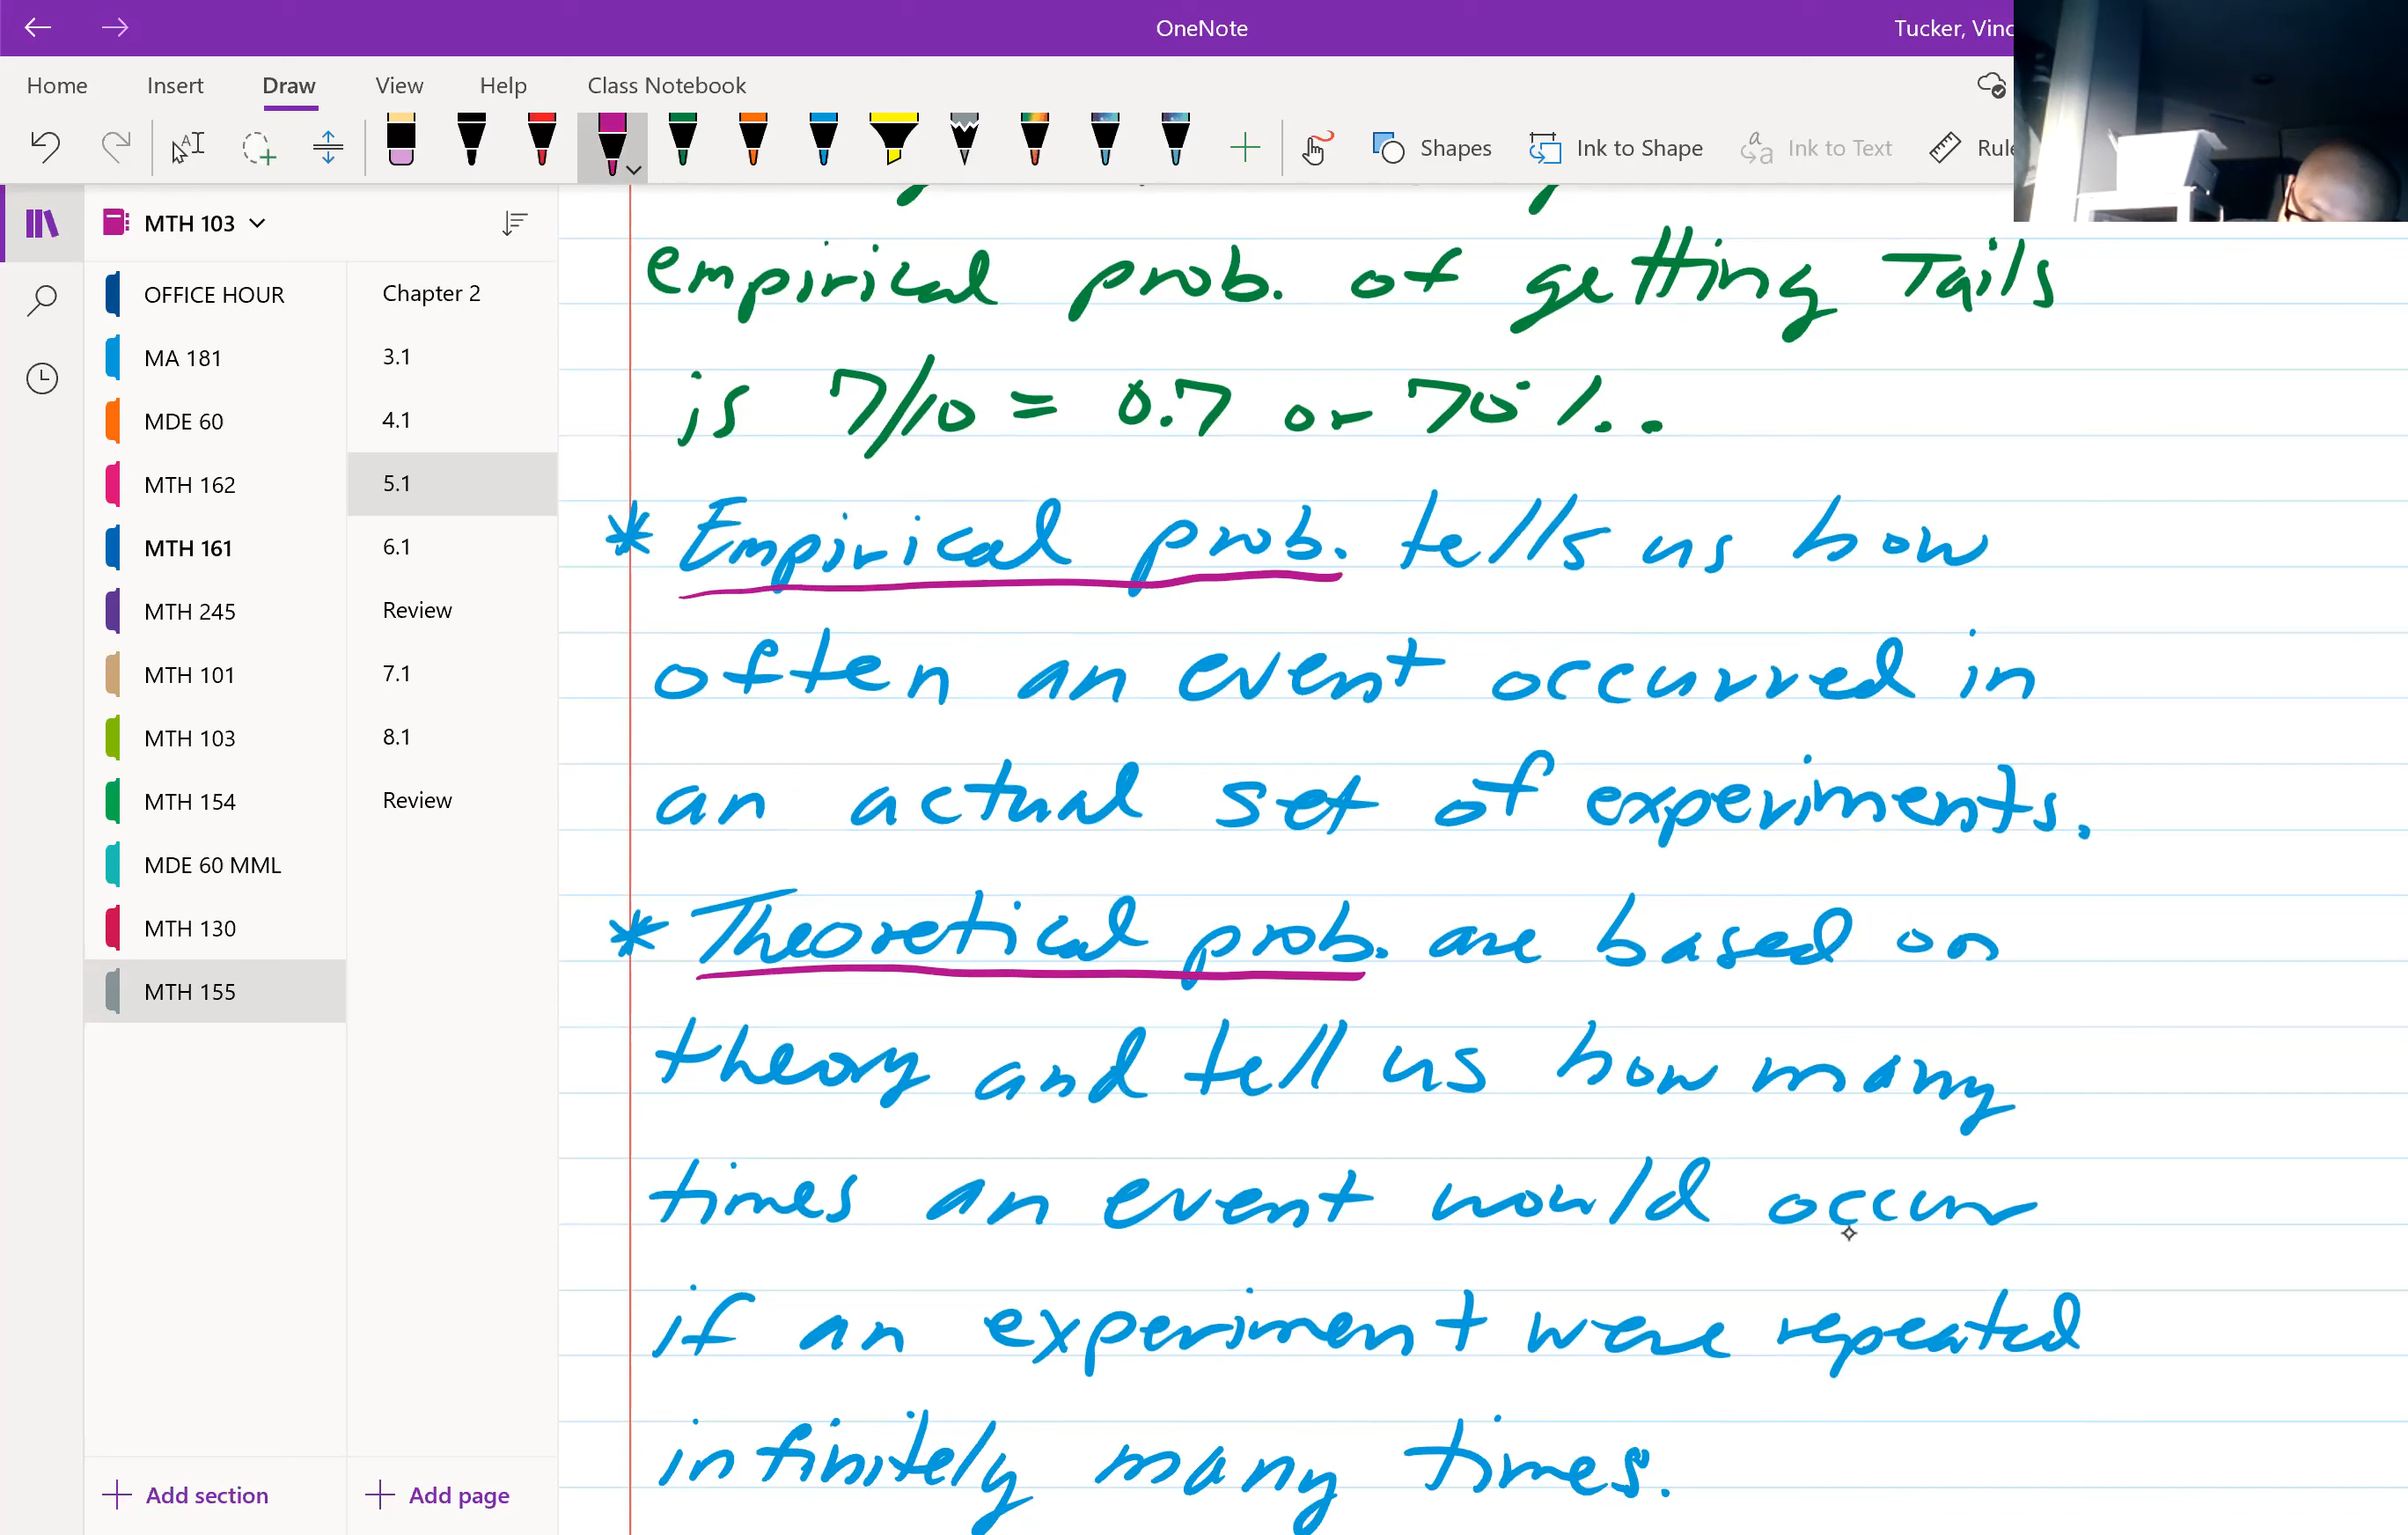 OneNote
Tucker, Vinc
Home Insert Draw View Help Class Notebook
Shapes Ink to Shape Ink to Text Rule
MTH 103
OFFICE HOUR
MA 181
MDE 60
MTH 162
MTH 161
MTH 245
MTH 101
MTH 103
MTH 154
MDE 60 MML
MTH 130
MTH 155
Add section
Chapter 2
3.1
4.1
5.1
6.1
Review
7.1
8.1
Review
Add page
empirical prob. of getting Tails
is 7/10 = 0.7 or 70%.
* Empirical prob. tells us how
often an event occurred in
an actual set of experiments.
* Theoretical prob. are based on
theory and tell us how many
times an event would occur
if an experiment were repeated
infinitely many times.